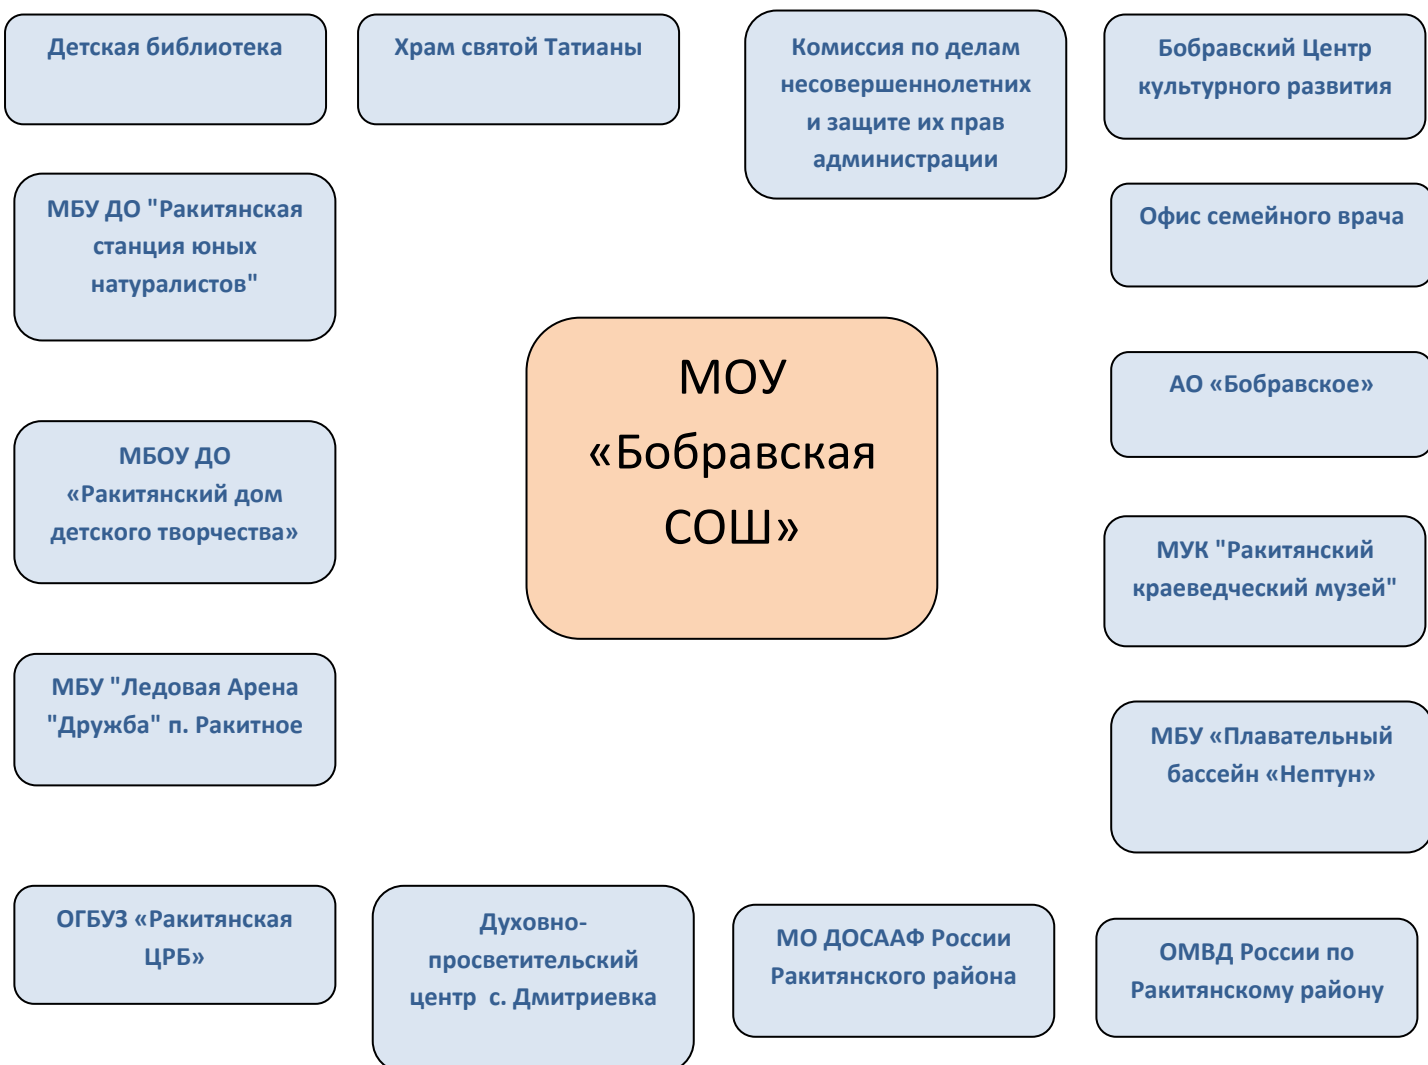 Детская библиотека
Храм святой Татианы
Комиссия по делам
несовершеннолетних
и защите их прав
администрации
Бобравский Центр
культурного развития
МБУ ДО "Ракитянская
станция юных
натуралистов"
Офис семейного врача
МОУ
«Бобравская
СОШ»
АО «Бобравское»
МБОУ ДО
«Ракитянский дом
детского творчества»
МУК "Ракитянский
краеведческий музей"
МБУ "Ледовая Арена
"Дружба" п. Ракитное
МБУ «Плавательный
бассейн «Нептун»
ОГБУЗ «Ракитянская
ЦРБ»
Духовно-
просветительский
центр с. Дмитриевка
МО ДОСААФ России
Ракитянского района
ОМВД России по
Ракитянскому району